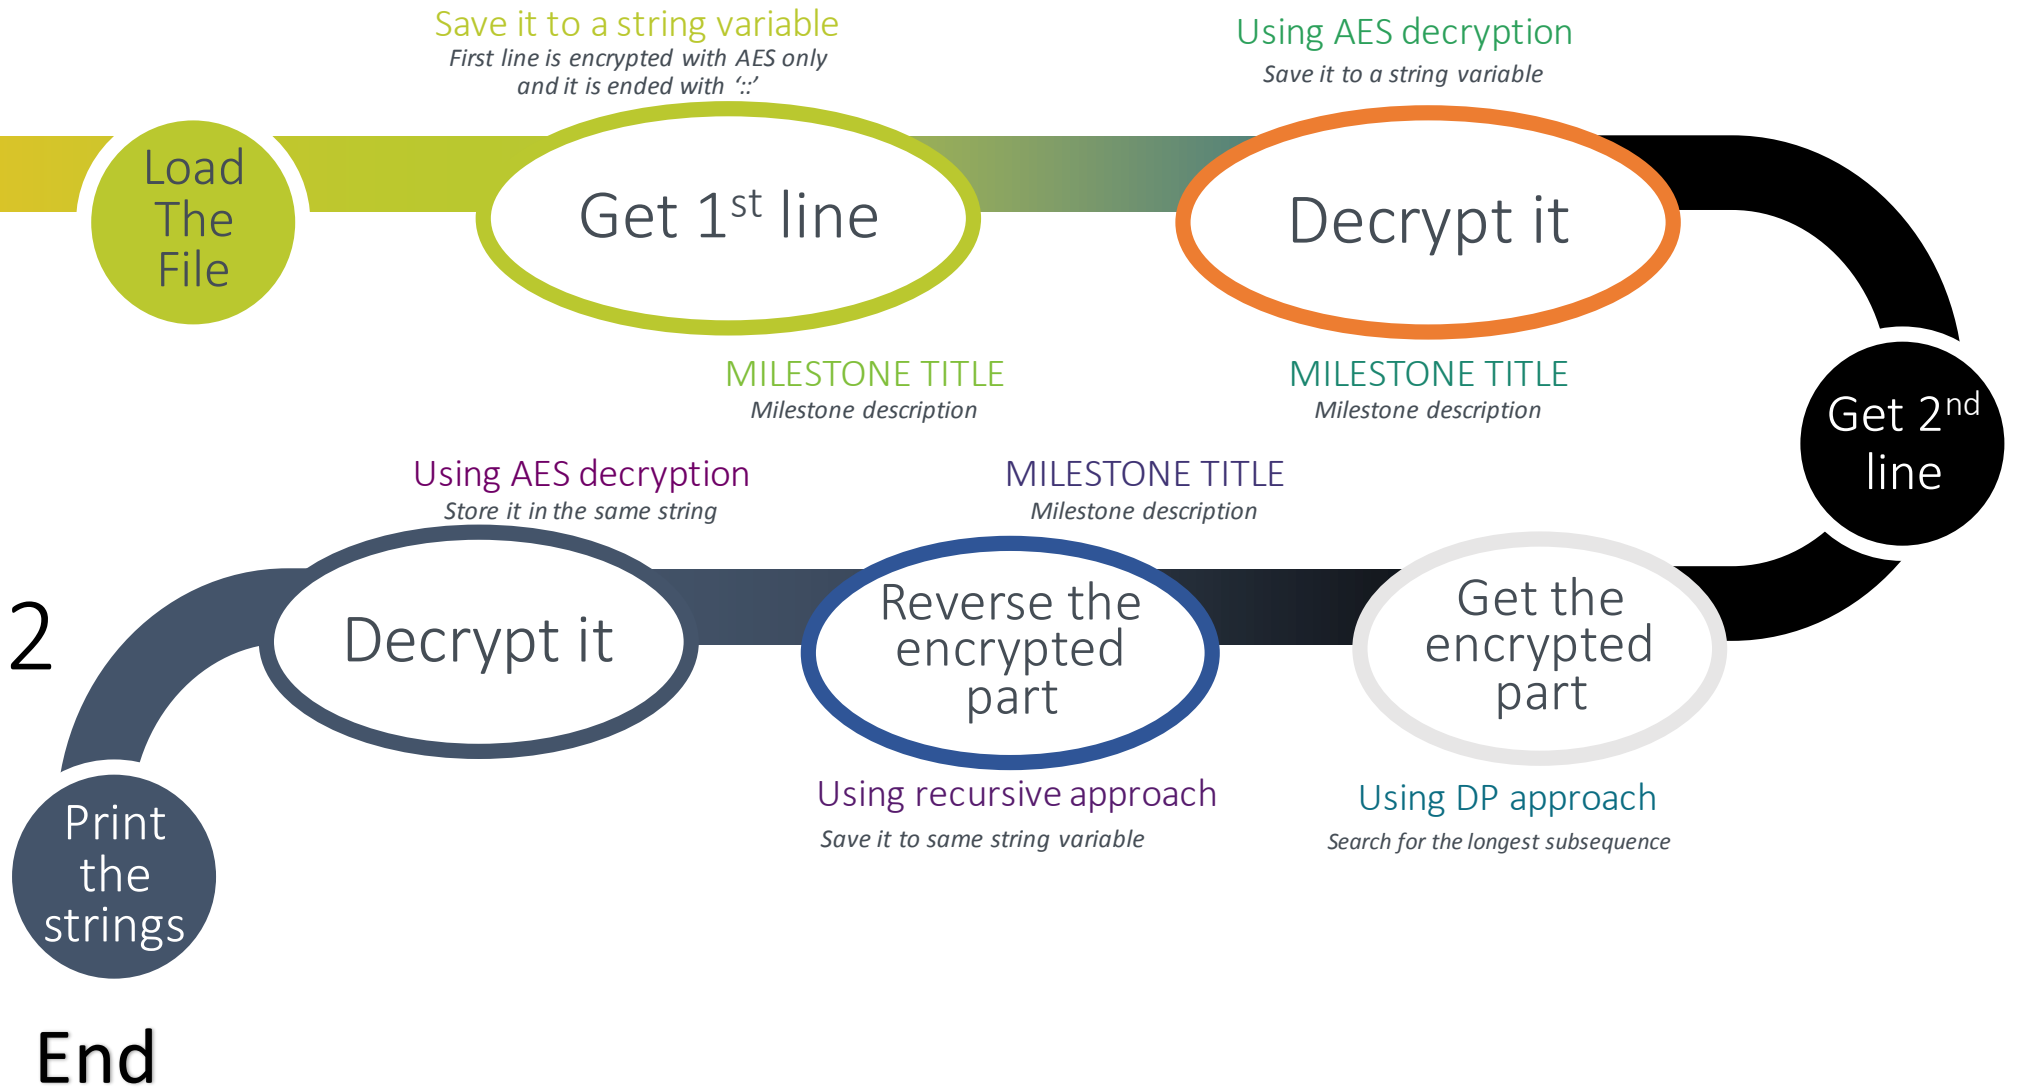 Save it to a string variable
First line is encrypted with AES only
and it is ended with ‘::’
Using AES decryption
Save it to a string variable
Load
The
File
Get 1st line
Decrypt it
MILESTONE TITLE
Milestone description
MILESTONE TITLE
Milestone description
Get 2nd
line
Using AES decryption
Store it in the same string
MILESTONE TITLE
Milestone description
2
Decrypt it
Reverse the
encrypted
part
Get the
encrypted
part
Using recursive approach
Save it to same string variable
Using DP approach
Search for the longest subsequence
Print
the
strings
End